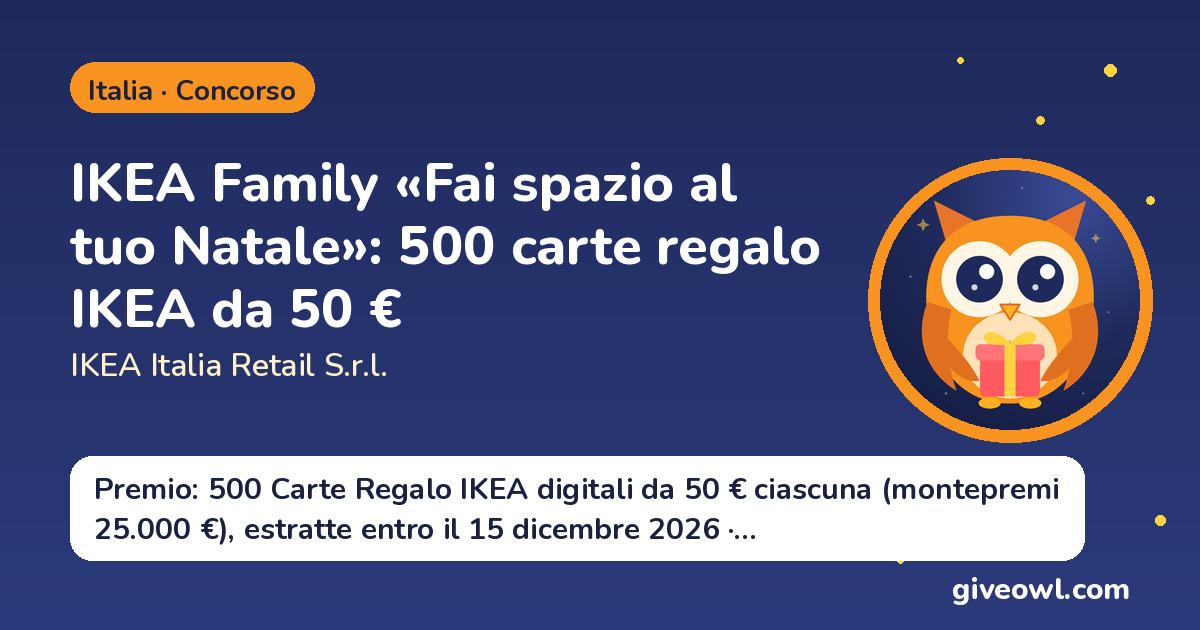 Italia · Concorso
IKEA Family «Fai spazio al
tuo Natale»: 500 carte regalo
IKEA da 50 €
IKEA Italia Retail S.r.l.
Premio: 500 Carte Regalo IKEA digitali da 50 € ciascuna (montepremi
25.000 €), estratte entro il 15 dicembre 2026 ·...
giveowl.com